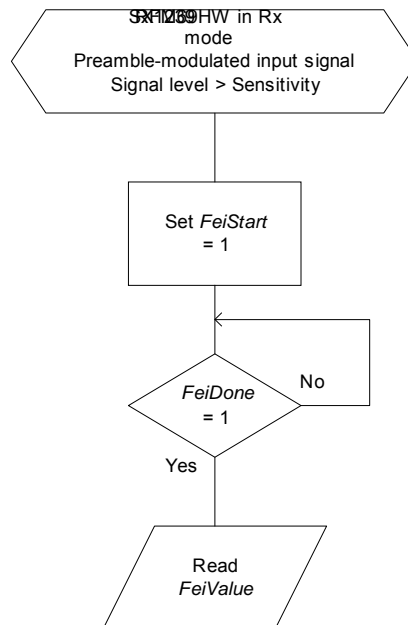 in Rx
mode
Preamble-modulated input signal
Signal level > Sensitivity
Set FeiStart
= 1
No
FeiDone
= 1
Yes
Read
FeiValue